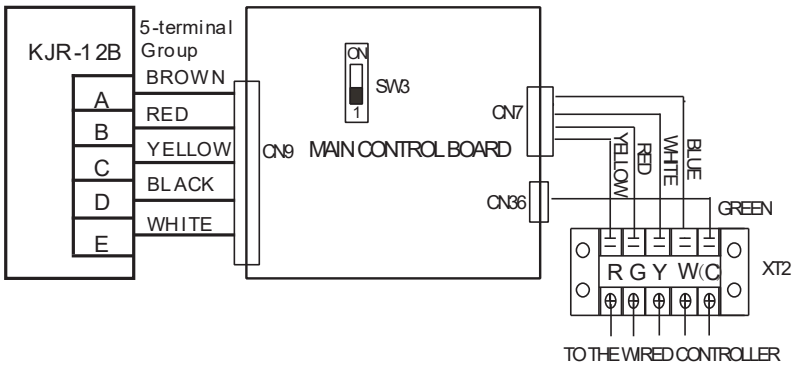 5-terminal
Group
KJR-12B
A
B
C
D
E
BROWN
RED
YELLOW
BLACK
WHITE
CN9
ON
1
SW3
MAIN CONTROL BOARD
CN7
CN36
YELLOW
RED
WHITE
BLUE
GREEN
R G Y W(C
XT2
TO THE WIRED CONTROLLER